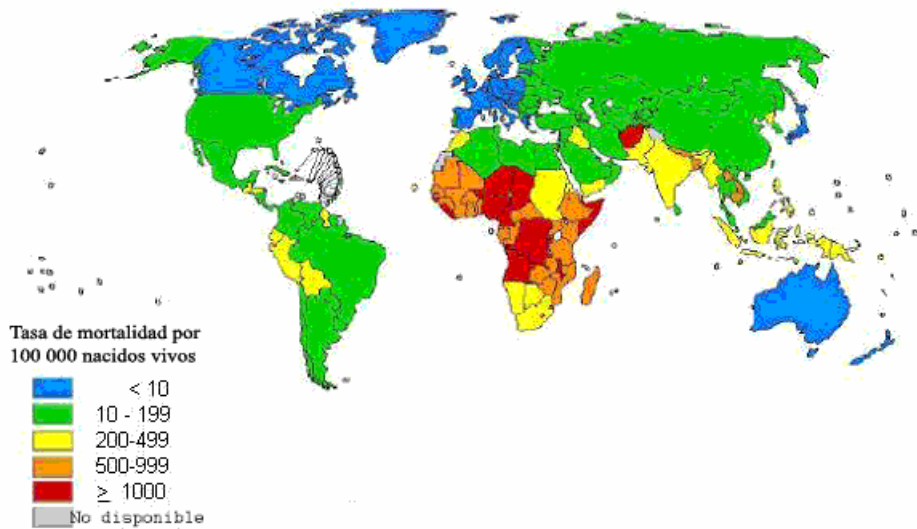 Tasa de mortalidad por
100 000 nacidos vivos
< 10
10 - 199
200-499
500-999
≥ 1000
No disponible